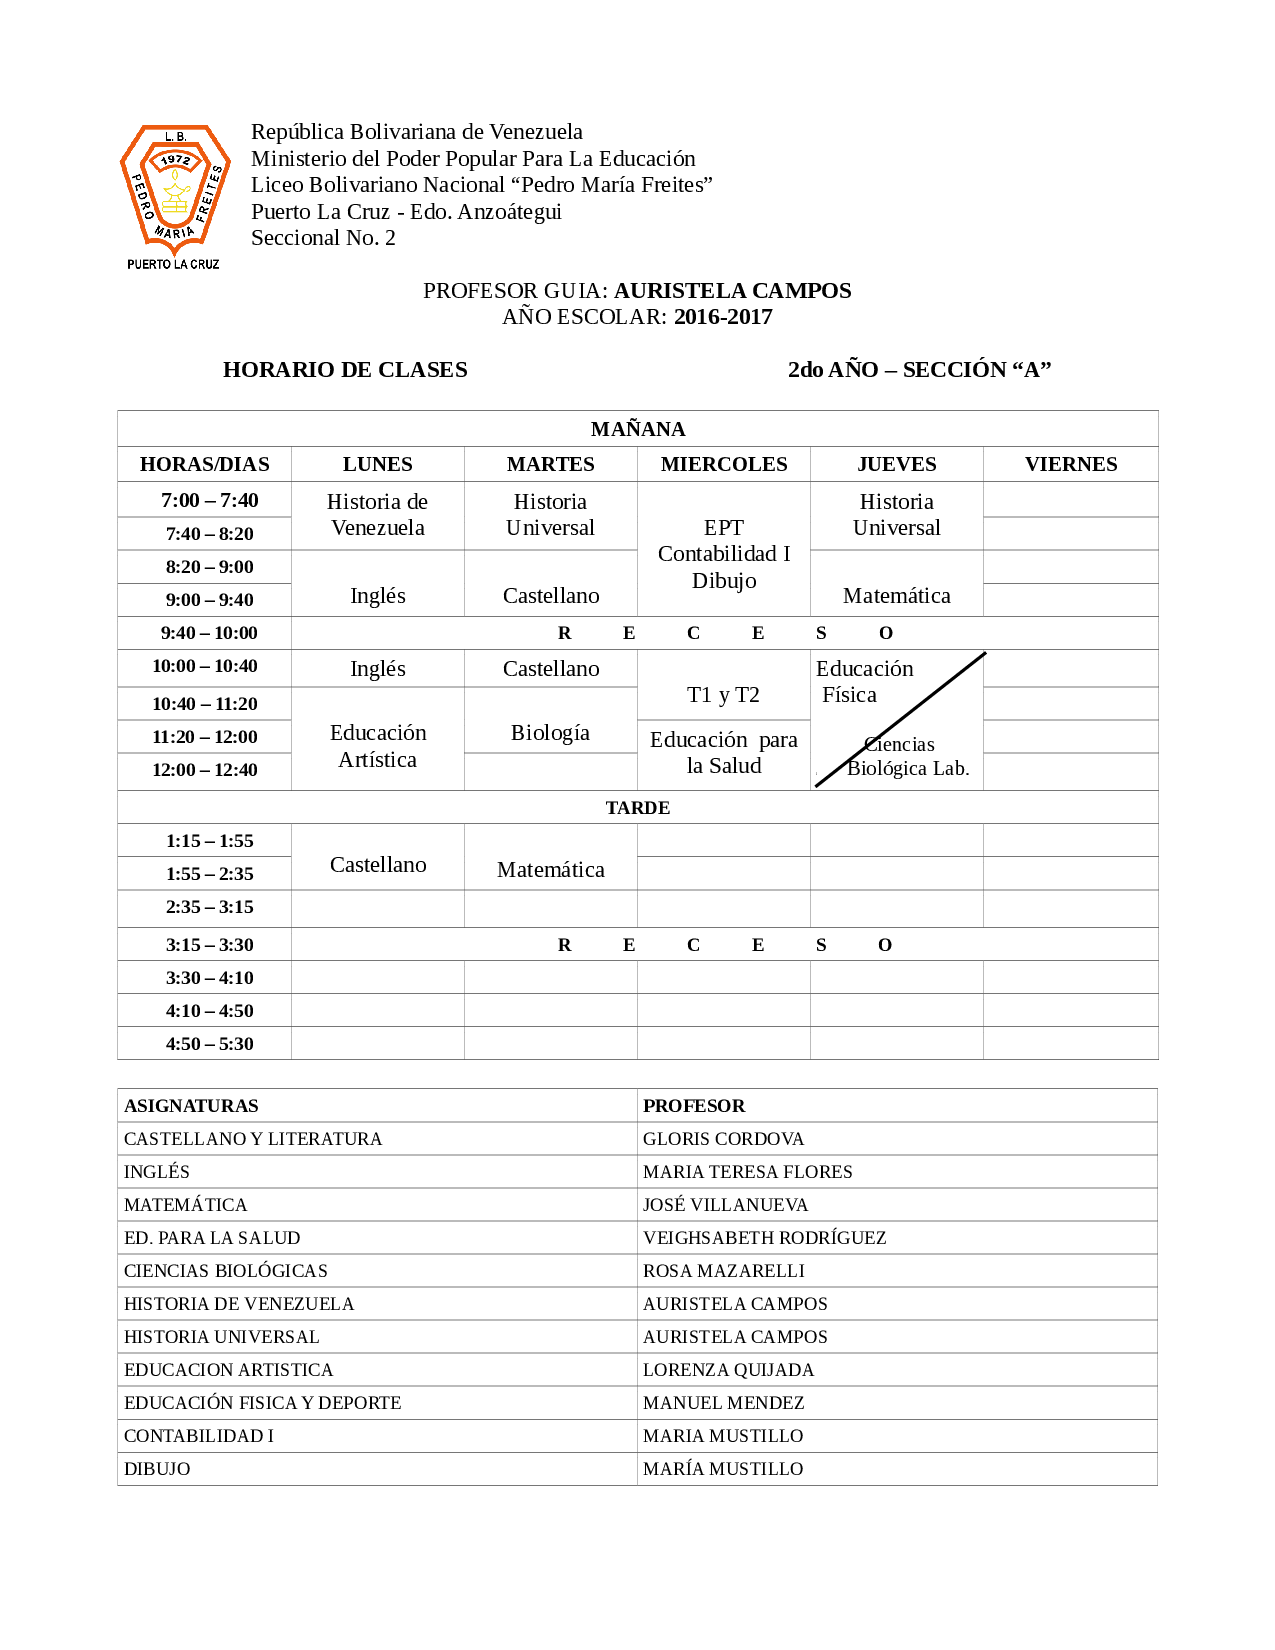 L. B.
1972
PEDRO MARIA FREITES
PUERTO LA CRUZ
República Bolivariana de Venezuela
Ministerio del Poder Popular Para La Educación
Liceo Bolivariano Nacional “Pedro María Freites”
Puerto La Cruz - Edo. Anzoátegui
Seccional No. 2
PROFESOR GUIA: AURISTELA CAMPOS
AÑO ESCOLAR: 2016-2017
HORARIO DE CLASES 2do AÑO – SECCIÓN “A”
MAÑANA
HORAS/DIAS LUNES MARTES MIERCOLES JUEVES VIERNES
7:00 – 7:40 Historia de Historia Historia
Venezuela Universal EPT Universal
7:40 – 8:20
Contabilidad I
8:20 – 9:00
Dibujo
9:00 – 9:40 Inglés Castellano Matemática
9:40 – 10:00 R E C E S O
10:00 – 10:40 Inglés Castellano Educación
T1 y T2 Física
10:40 – 11:20
Educación Biología Educación para Ciencias
11:20 – 12:00
Artística la Salud Biológica Lab.
12:00 – 12:40
TARDE
1:15 – 1:55
Castellano Matemática
1:55 – 2:35
2:35 – 3:15
3:15 – 3:30 R E C E S O
3:30 – 4:10
4:10 – 4:50
4:50 – 5:30
ASIGNATURAS PROFESOR
CASTELLANO Y LITERATURA GLORIS CORDOVA
INGLÉS MARIA TERESA FLORES
MATEMÁTICA JOSÉ VILLANUEVA
ED. PARA LA SALUD VEIGHSABETH RODRÍGUEZ
CIENCIAS BIOLÓGICAS ROSA MAZARELLI
HISTORIA DE VENEZUELA AURISTELA CAMPOS
HISTORIA UNIVERSAL AURISTELA CAMPOS
EDUCACION ARTISTICA LORENZA QUIJADA
EDUCACIÓN FISICA Y DEPORTE MANUEL MENDEZ
CONTABILIDAD I MARIA MUSTILLO
DIBUJO MARÍA MUSTILLO